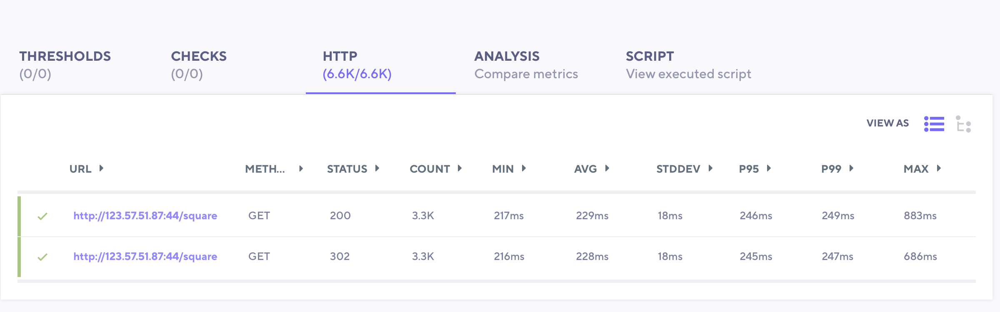 THRESHOLDS CHECKS HTTP ANALYSIS SCRIPT
(0/0) (0/0) (6.6K/6.6K) Compare metrics View executed script
VIEW AS
URL METH... STATUS COUNT MIN AVG STDDEV P95 P99 MAX
http://123.57.51.87:44/square GET 200 3.3K 217ms 229ms 18ms 246ms 249ms 883ms
http://123.57.51.87:44/square GET 302 3.3K 216ms 228ms 18ms 245ms 247ms 686ms